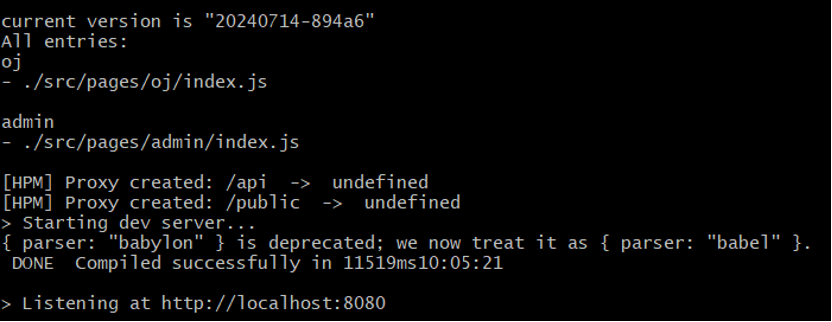 current version is "20240714-894a6"
All entries:
oj
- ./src/pages/oj/index.js
admin
- ./src/pages/admin/index.js
[HPM] Proxy created: /api  ->  undefined
[HPM] Proxy created: /public  ->  undefined
> Starting dev server...
{ parser: "babylon" } is deprecated; we now treat it as { parser: "babel" }.
DONE  Compiled successfully in 11519ms10:05:21
> Listening at http://localhost:8080